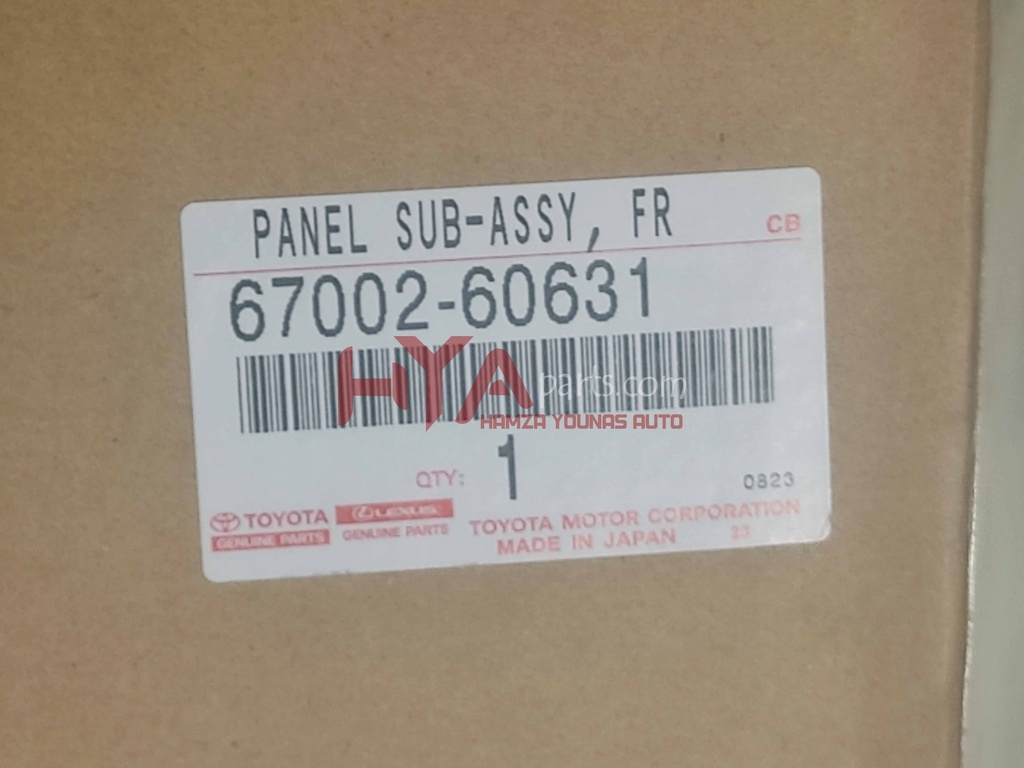 PANEL SUB-ASSY, FR CB
67002-60631
HYA parts.com
HAMZA YOUNAS AUTO
QTY: 1 0823
TOYOTA LEXUS TOYOTA MOTOR CORPORATION
GENUINE PARTS GENUINE PARTS MADE IN JAPAN 23